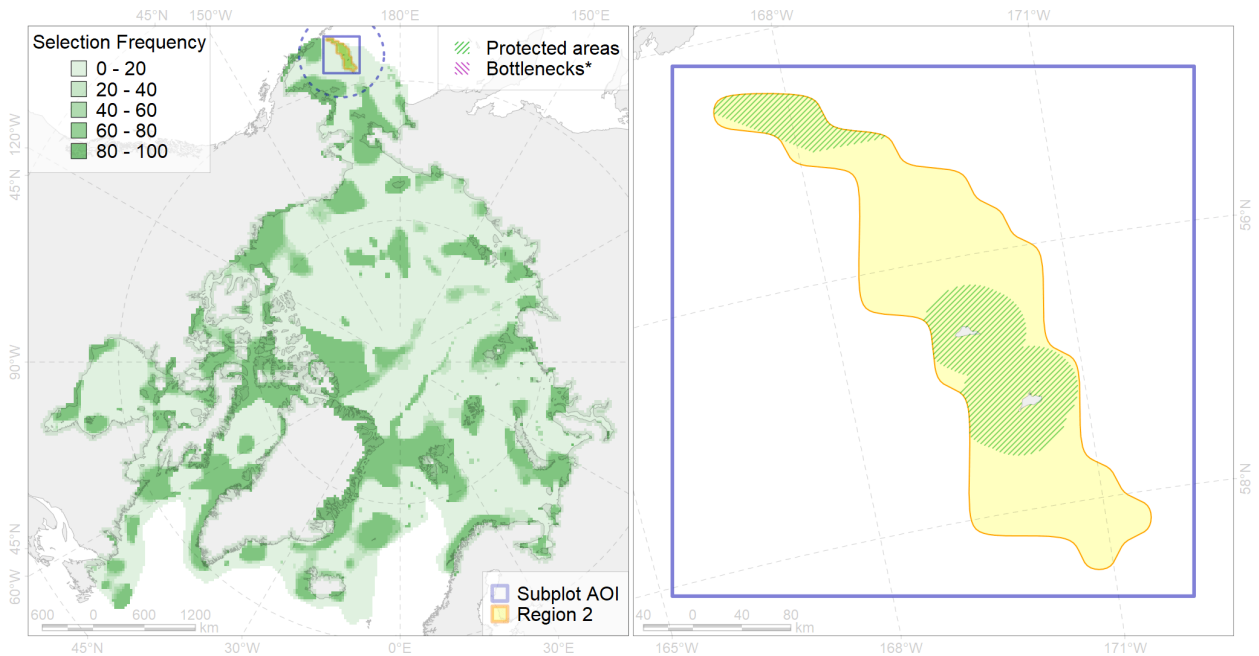 45°N 150°W 180°E 150°E 168°W 171°W
Selection Frequency
0 - 20
20 - 40
40 - 60
60 - 80
80 - 100
Protected areas
Bottlenecks*
120°W
45°N
90°W
45°N
60°W
56°N
58°N
Subplot AOI
Region 2
600 0 600 1200
km
40 0 40 80
km
45°N 30°W 0°E 30°E 165°W 168°W 171°W